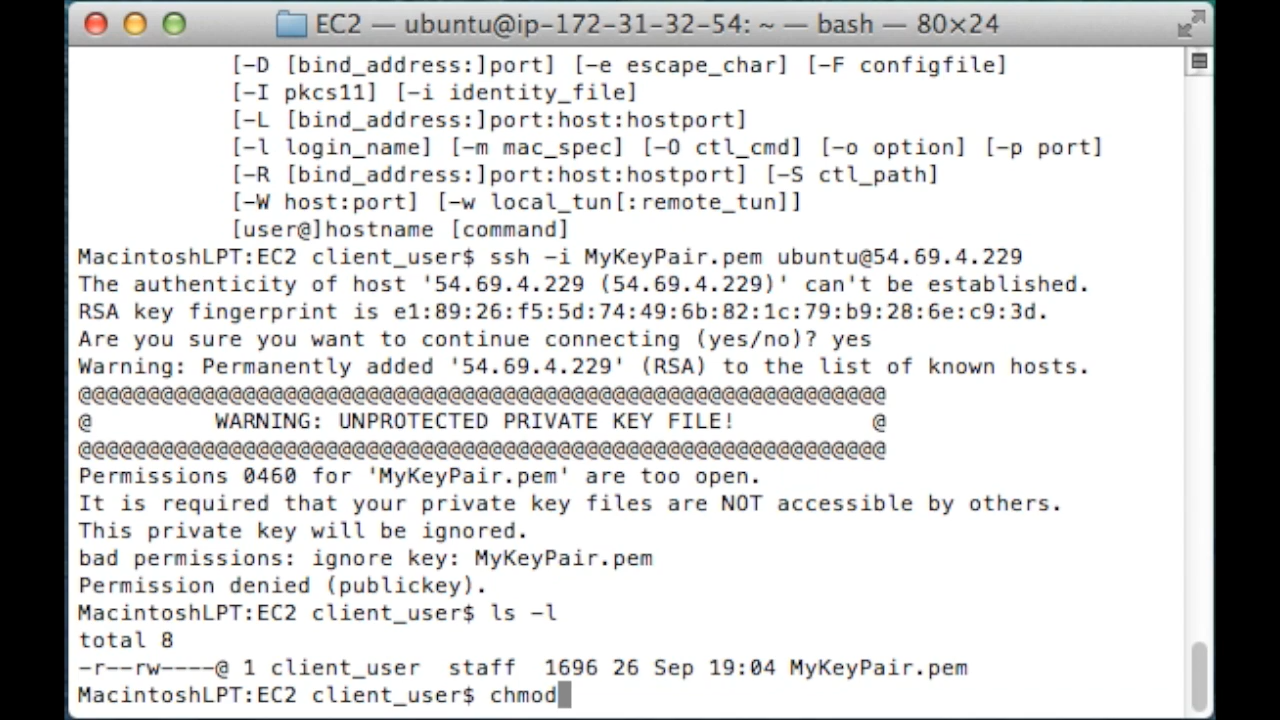 EC2 — ubuntu@ip-172-31-32-54: ~ — bash — 80×24
[-D [bind_address:]port] [-e escape_char] [-F configfile]
[-I pkcs11] [-i identity_file]
[-L [bind_address:]port:host:hostport]
[-l login_name] [-m mac_spec] [-O ctl_cmd] [-o option] [-p port]
[-R [bind_address:]port:host:hostport] [-S ctl_path]
[-W host:port] [-w local_tun[:remote_tun]]
[user@]hostname [command]
MacintoshLPT:EC2 client_user$ ssh -i MyKeyPair.pem ubuntu@54.69.4.229
The authenticity of host '54.69.4.229 (54.69.4.229)' can't be established.
RSA key fingerprint is e1:89:26:f5:5d:74:49:6b:82:1c:79:b9:28:6e:c9:3d.
Are you sure you want to continue connecting (yes/no)? yes
Warning: Permanently added '54.69.4.229' (RSA) to the list of known hosts.
@@@@@@@@@@@@@@@@@@@@@@@@@@@@@@@@@@@@@@@@@@@@@@@@@@@@@@@@@@@
@         WARNING: UNPROTECTED PRIVATE KEY FILE!          @
@@@@@@@@@@@@@@@@@@@@@@@@@@@@@@@@@@@@@@@@@@@@@@@@@@@@@@@@@@@
Permissions 0460 for 'MyKeyPair.pem' are too open.
It is required that your private key files are NOT accessible by others.
This private key will be ignored.
bad permissions: ignore key: MyKeyPair.pem
Permission denied (publickey).
MacintoshLPT:EC2 client_user$ ls -l
total 8
-r--rw----@ 1 client_user  staff  1696 26 Sep 19:04 MyKeyPair.pem
MacintoshLPT:EC2 client_user$ chmod